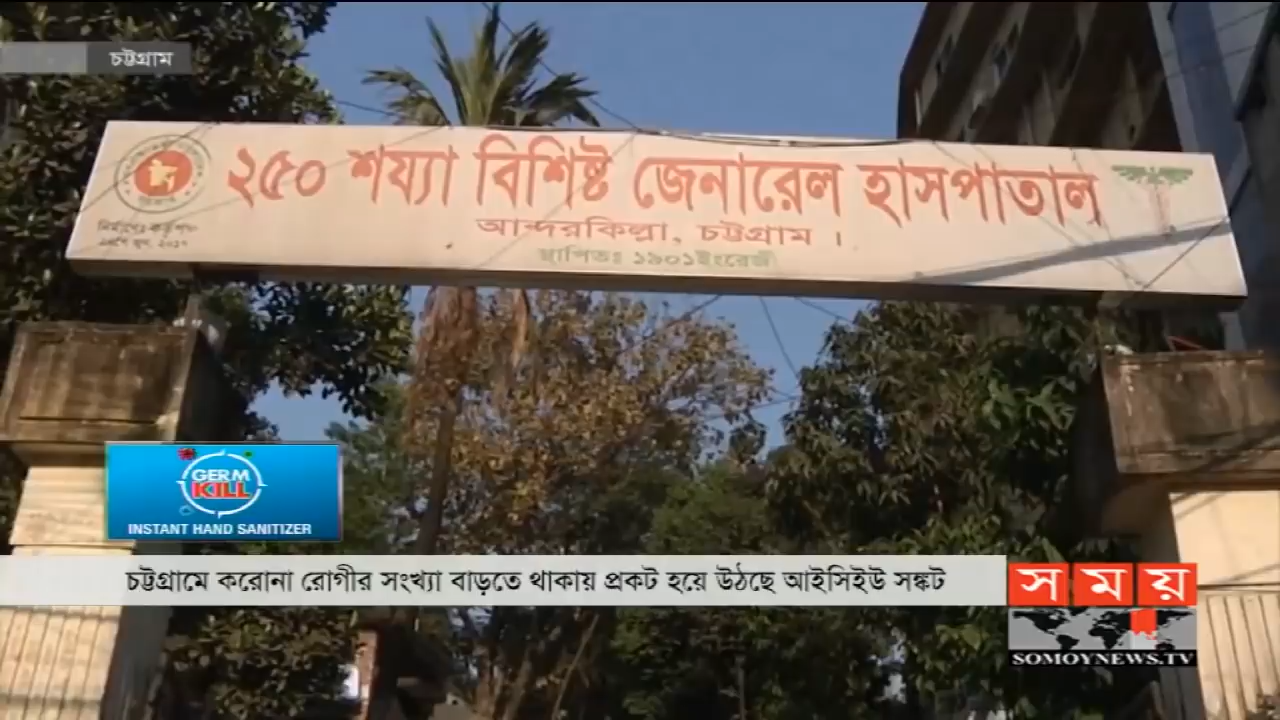 চট্টগ্রাম
২৫০ শয্যা বিশিষ্ট জেনারেল হাসপাতাল
আন্দরকিল্লা, চট্টগ্রাম ।
স্থাপিতঃ ১৯০১ইংরেজী
GERM
KILL
INSTANT HAND SANITIZER
চট্টগ্রামে করোনা রোগীর সংখ্যা বাড়তে থাকায় প্রকট হয়ে উঠছে আইসিইউ সঙ্কট
সময়
SOMOYNEWS.TV